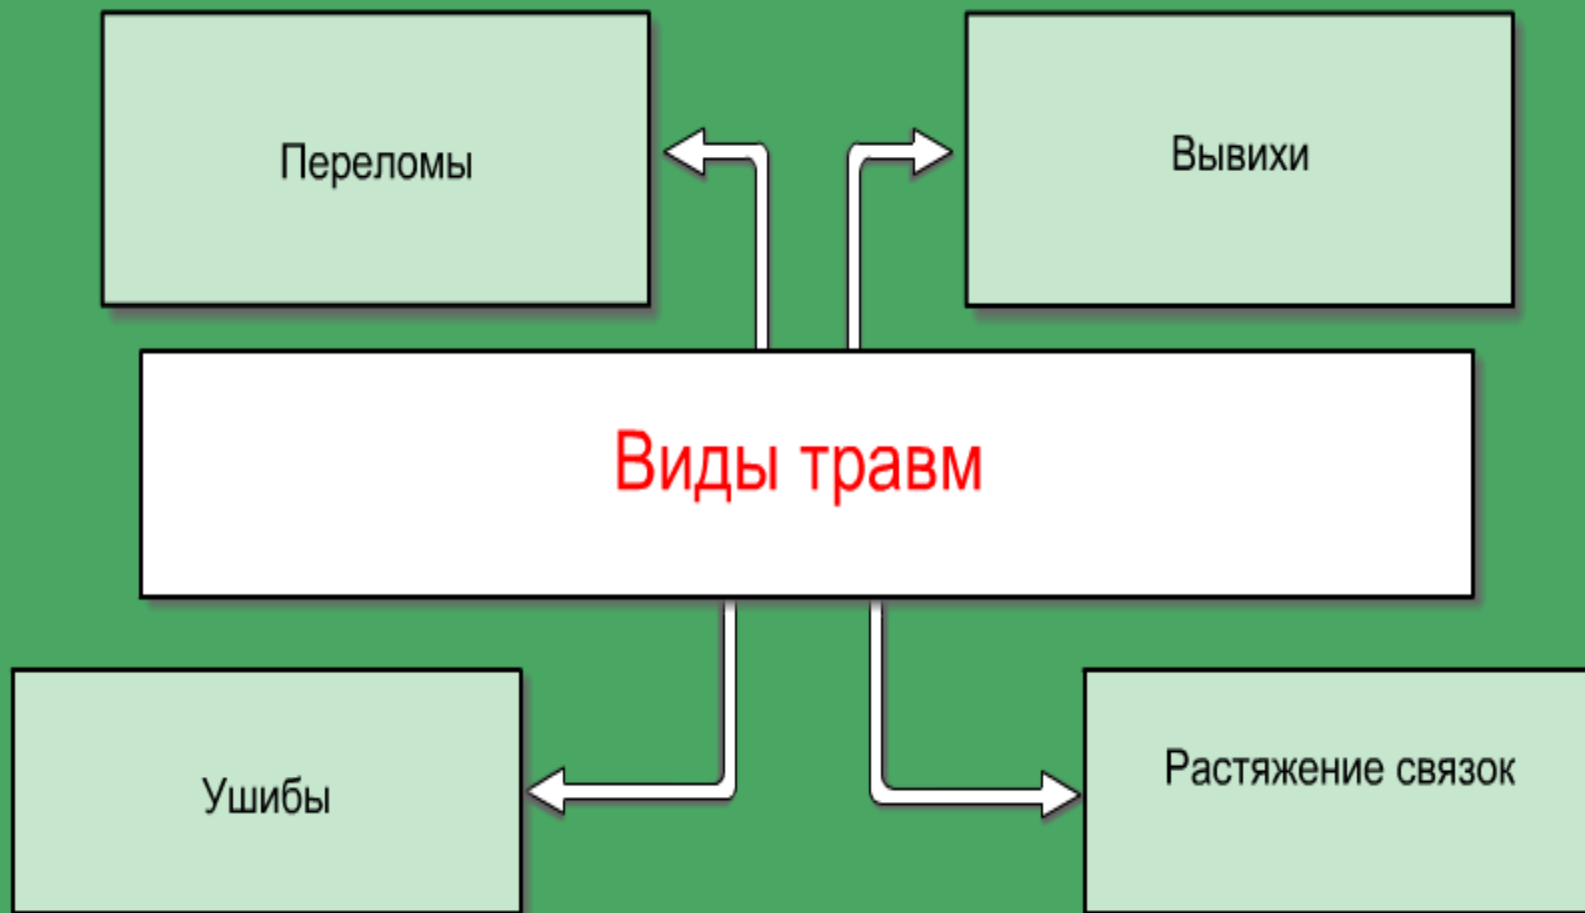 Переломы
Вывихи
Виды травм
Ушибы
Растяжение связок